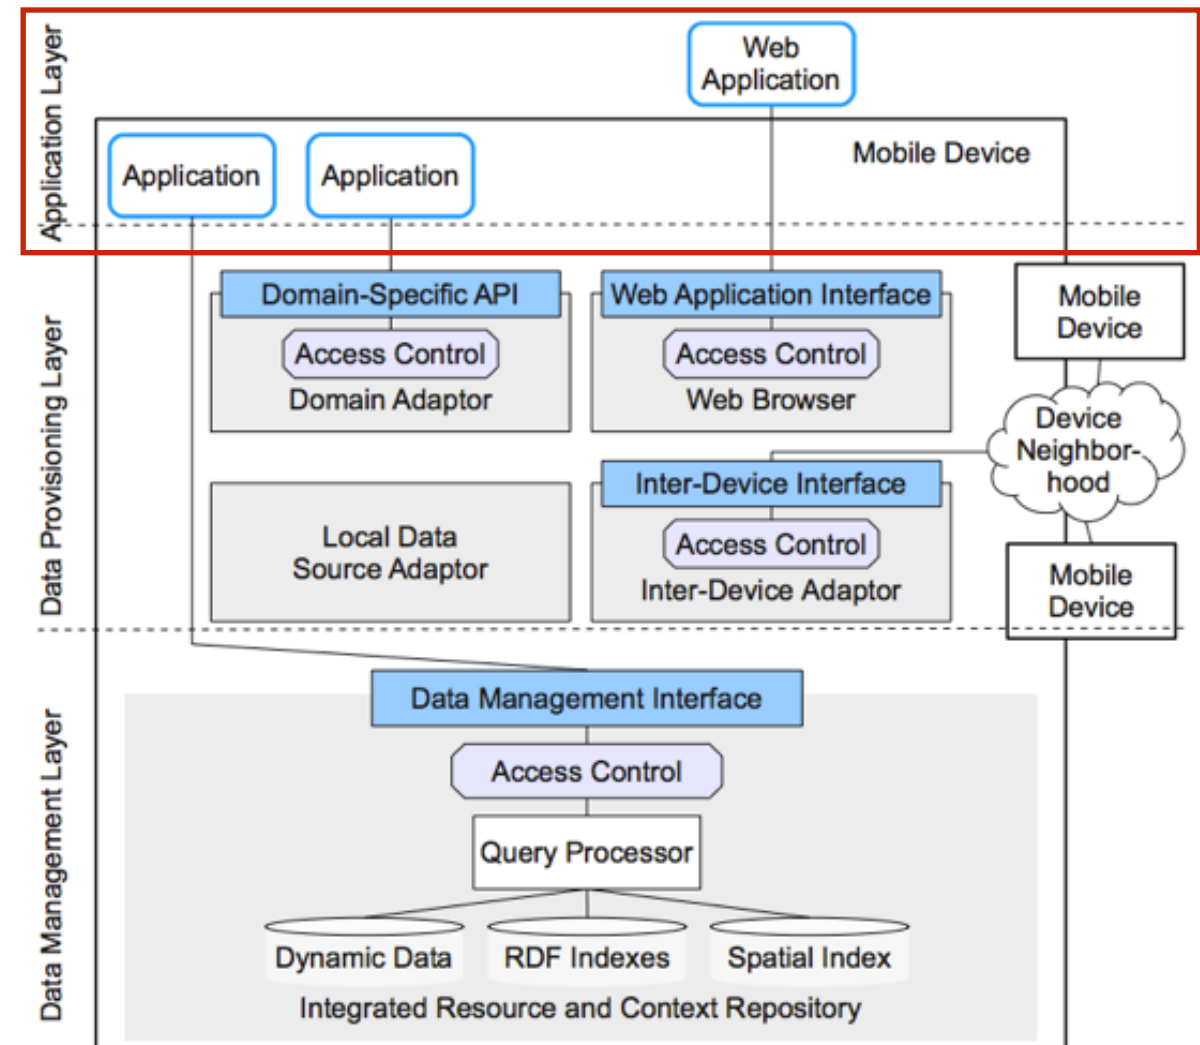 Application Layer
Web
Application
Mobile Device
Application
Application
Data Provisioning Layer
Domain-Specific API
Access Control
Domain Adaptor
Web Application Interface
Access Control
Web Browser
Mobile
Device
Device
Neighbor-
hood
Local Data
Source Adaptor
Inter-Device Interface
Access Control
Inter-Device Adaptor
Mobile
Device
Data Management Layer
Data Management Interface
Access Control
Query Processor
Dynamic Data
RDF Indexes
Spatial Index
Integrated Resource and Context Repository